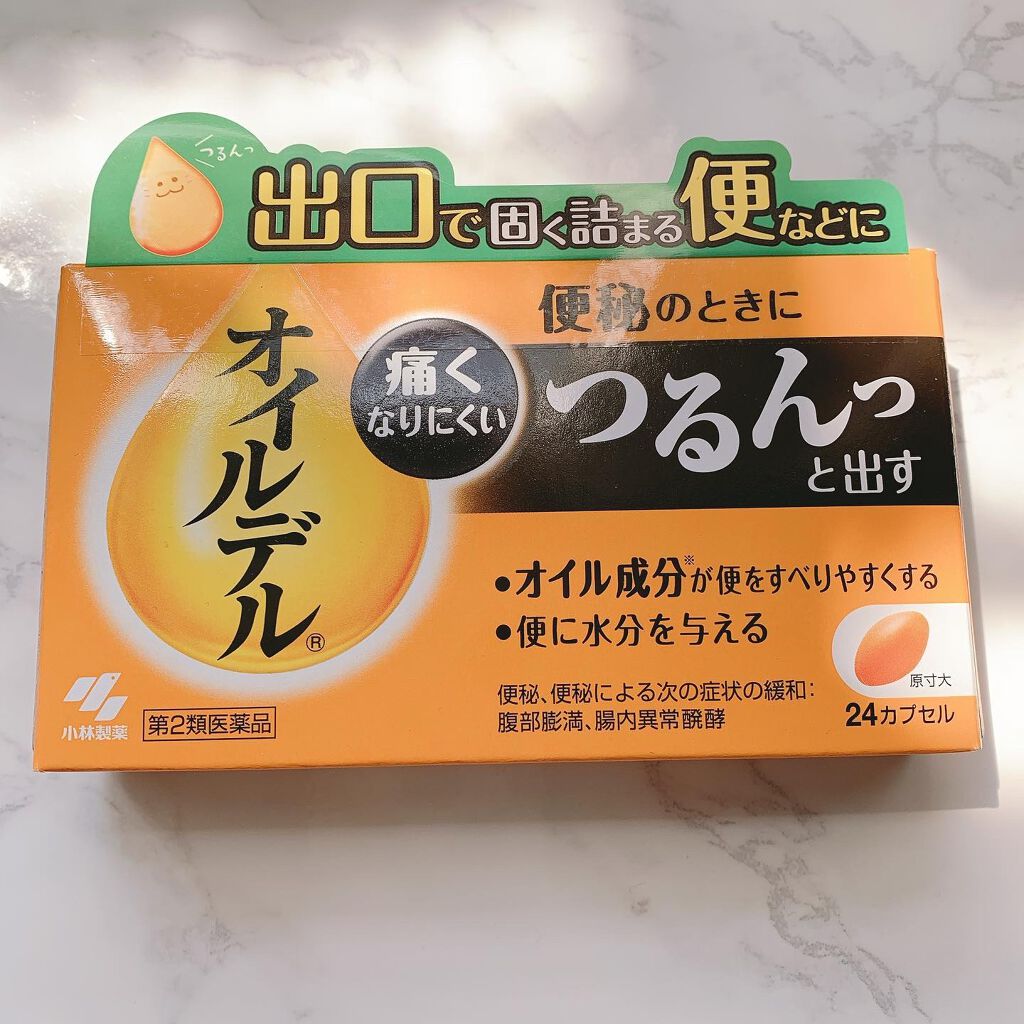 つるんっ
出口で固く詰まる便などに
便秘のときに
オイルデル®
痛く
なりにくい
つるんっ
と出す
•オイル成分※が便をすべりやすくする
•便に水分を与える
原寸大
便秘、便秘による次の症状の緩和:
腹部膨満、腸内異常醗酵
24カプセル
小林製薬
第2類医薬品